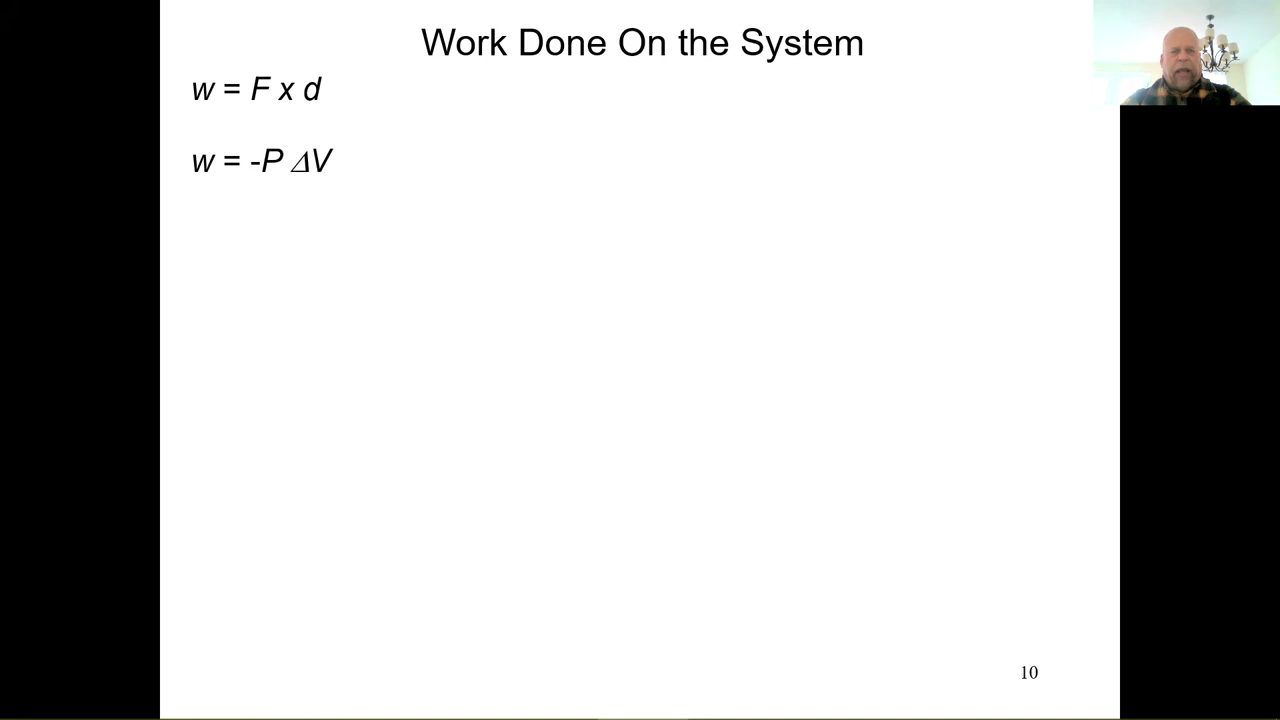 Work Done On the System
w = F x d
w = -P ΔV
10